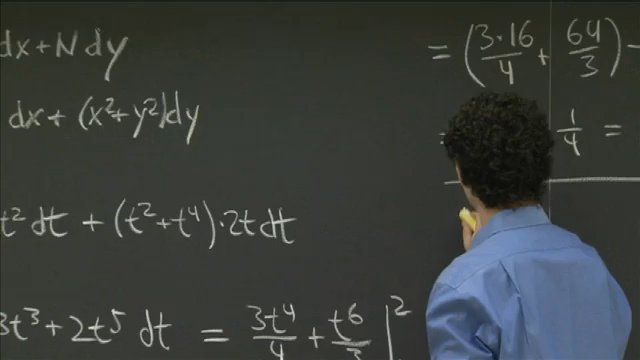 dx + N dy
dx + (x² + y²) dy
t² dt + (t² + t⁴) · 2t dt
3t³ + 2t⁵ dt = 3t⁴/4 + t⁶/3 |²
= (3·16/4 + 64/3) -
1/4 =